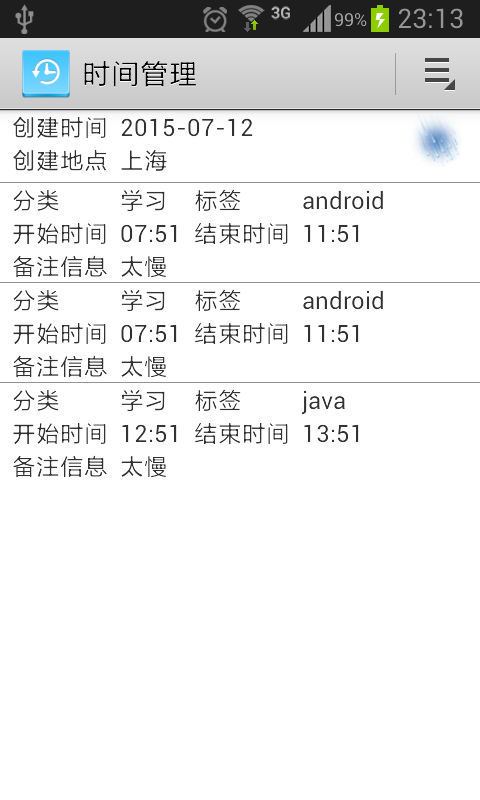 3G 99% 23:13
时间管理
创建时间 2015-07-12
创建地点 上海
分类 学习 标签 android
开始时间 07:51 结束时间 11:51
备注信息 太慢
分类 学习 标签 android
开始时间 07:51 结束时间 11:51
备注信息 太慢
分类 学习 标签 java
开始时间 12:51 结束时间 13:51
备注信息 太慢